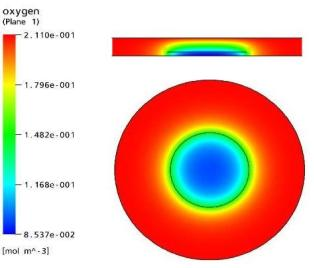 oxygen
(Plane 1)
2.110e-001
1.796e-001
1.482e-001
1.168e-001
8.537e-002
[mol m^-3]